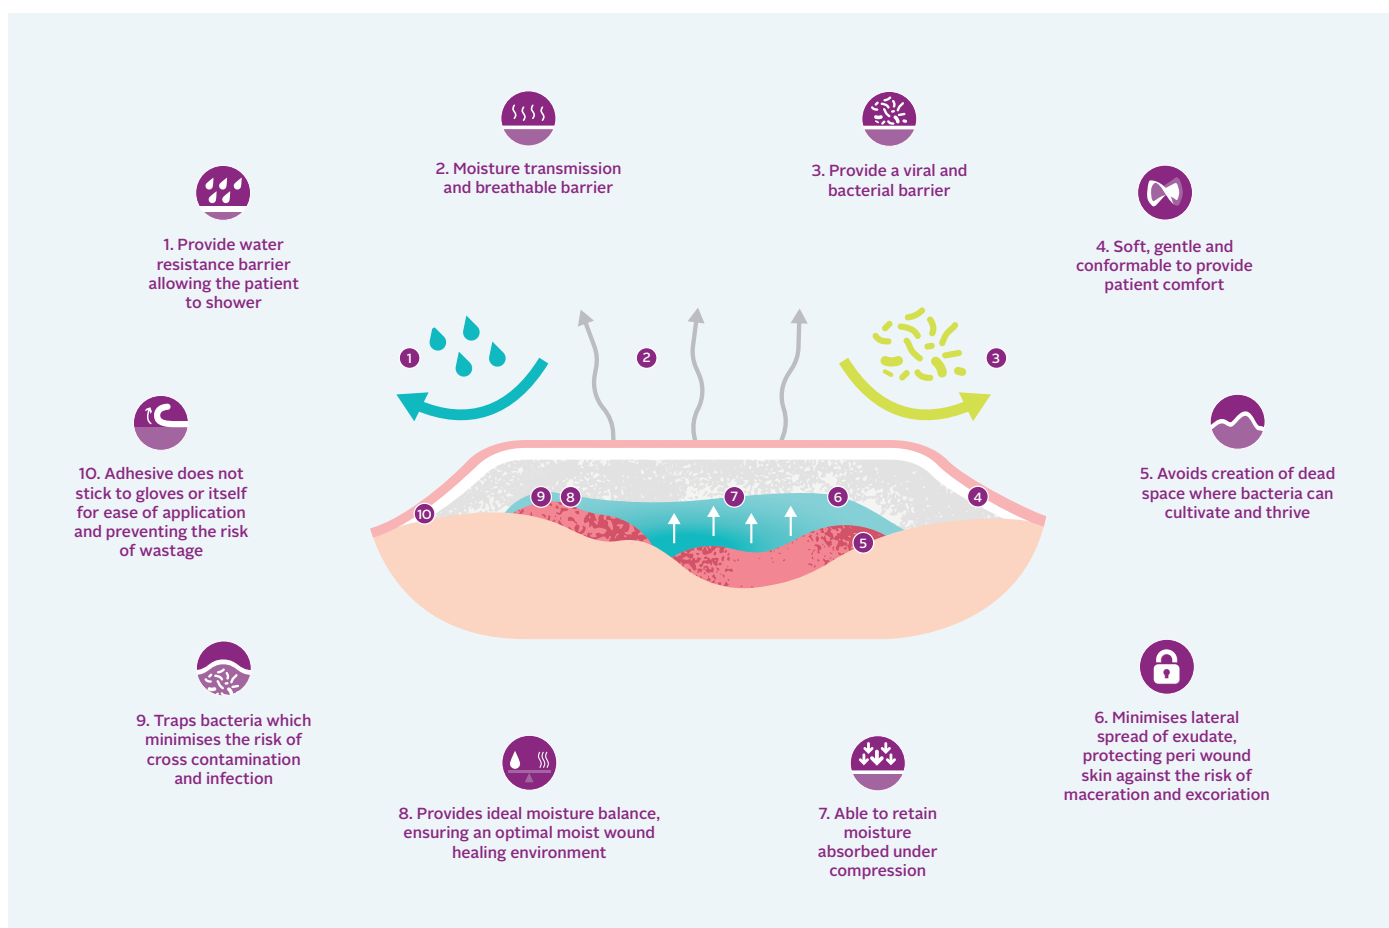 2. Moisture transmission
and breathable barrier
3. Provide a viral and
bacterial barrier
1. Provide water
resistance barrier
allowing the patient
to shower
4. Soft, gentle and
conformable to provide
patient comfort
1
2
3
10. Adhesive does not
stick to gloves or itself
for ease of application
and preventing the risk
of wastage
5. Avoids creation of dead
space where bacteria can
cultivate and thrive
9
8
7
6
4
10
5
9. Traps bacteria which
minimises the risk of
cross contamination
and infection
6. Minimises lateral
spread of exudate,
protecting peri wound
skin against the risk of
maceration and excoriation
8. Provides ideal moisture balance,
ensuring an optimal moist wound
healing environment
7. Able to retain
moisture
absorbed under
compression